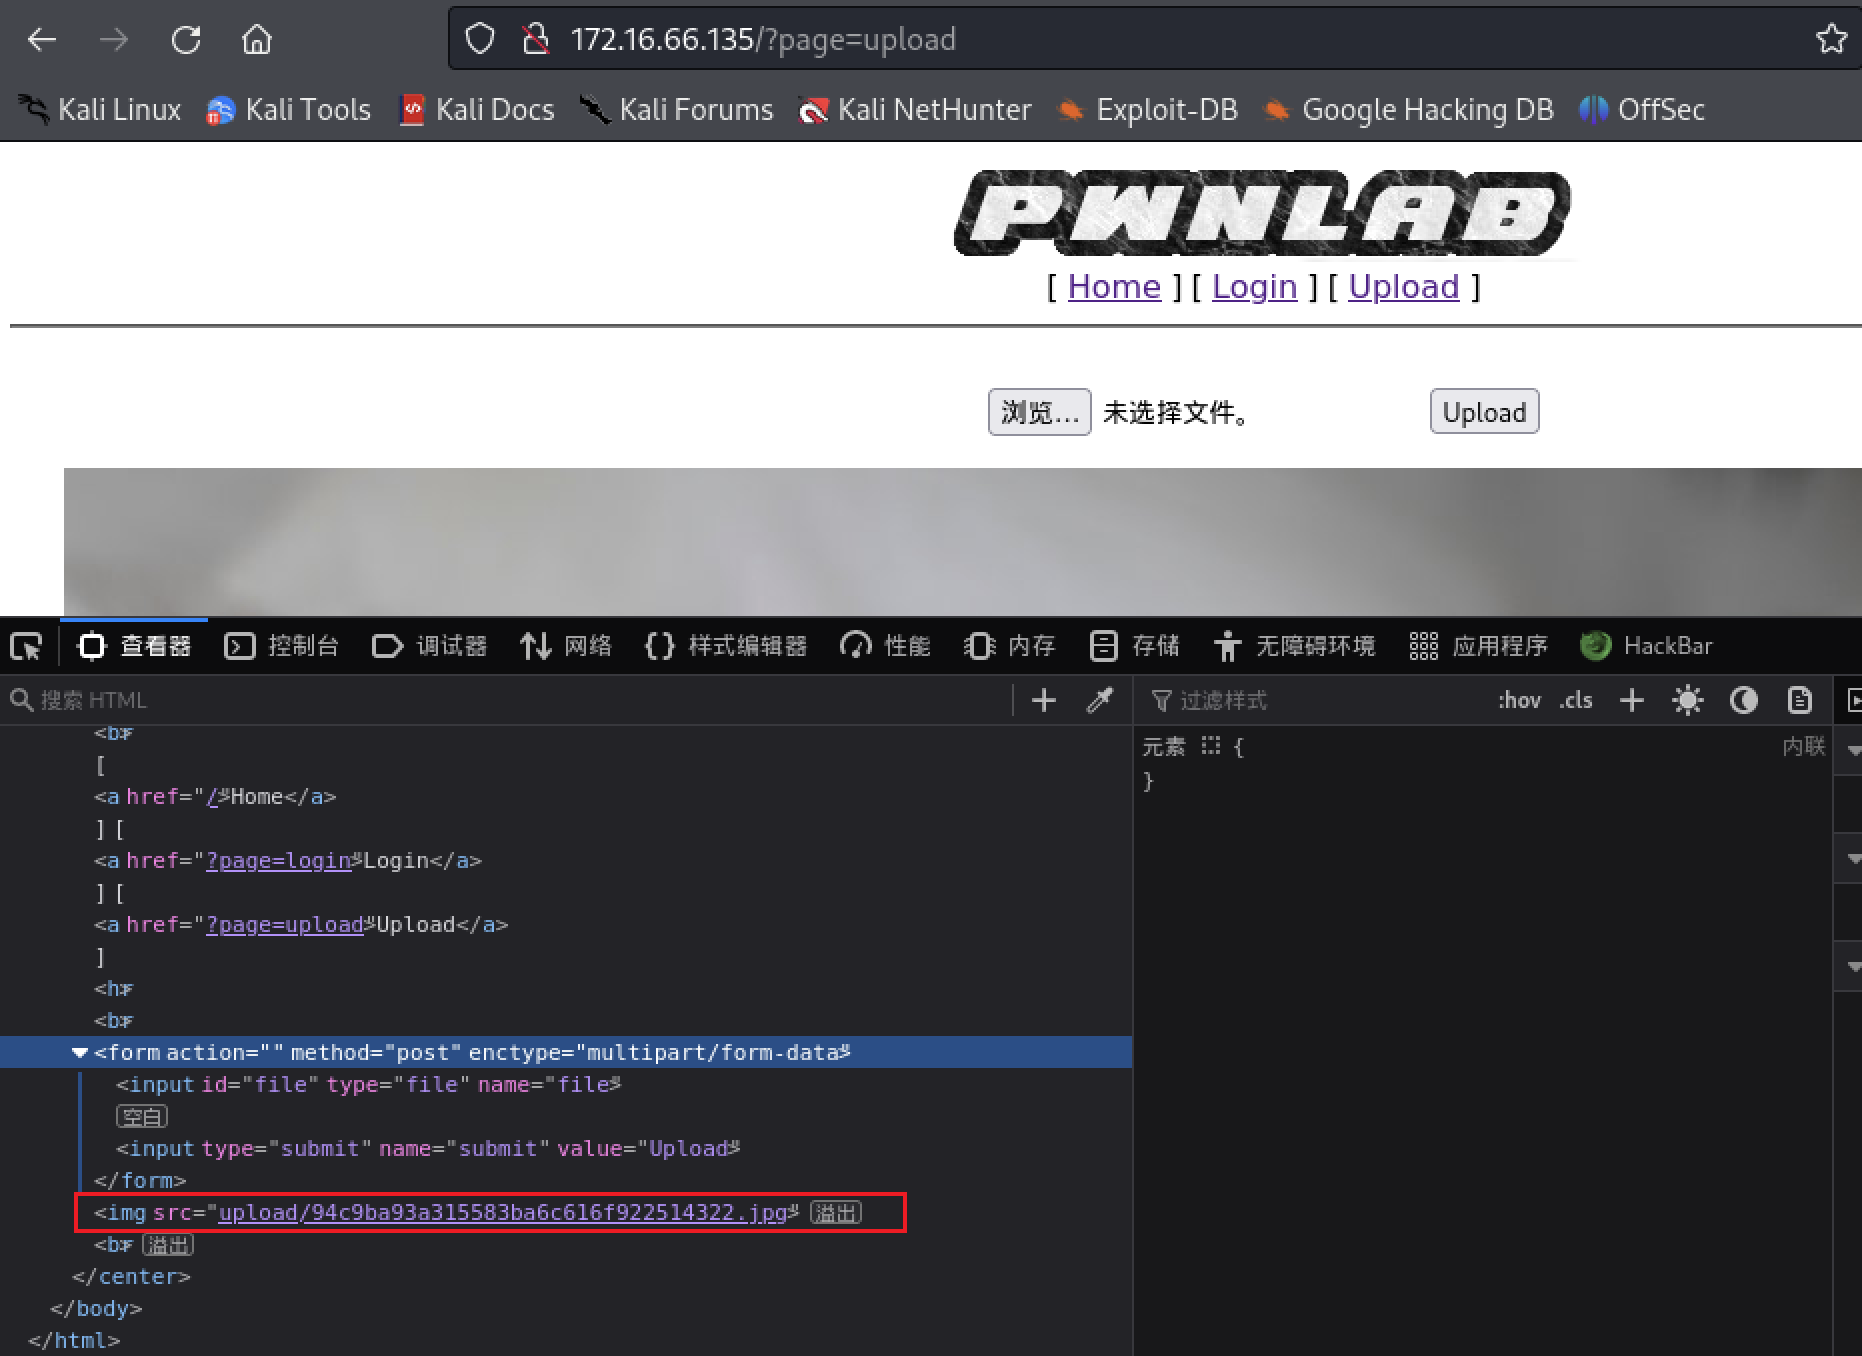 172.16.66.135/?page=upload
Kali Linux Kali Tools Kali Docs Kali Forums Kali NetHunter Exploit-DB Google Hacking DB OffSec
PWNLAB
[ Home ] [ Login ] [ Upload ]
浏览… 未选择文件。 Upload
查看器 控制台 调试器 网络 样式编辑器 性能 内存 存储 无障碍环境 应用程序 HackBar
搜索 HTML
过滤样式 :hov .cls
<br>
[
<a href="/">Home</a>
] [
<a href="?page=login">Login</a>
] [
<a href="?page=upload">Upload</a>
]
<hr>
<br>
<form action="" method="post" enctype="multipart/form-data">
<input id="file" type="file" name="file">
空白
<input type="submit" name="submit" value="Upload">
</form>
<img src="upload/94c9ba93a315583ba6c616f922514322.jpg"> 溢出
<br> 溢出
</center>
</body>
</html>
元素 { 内联
}